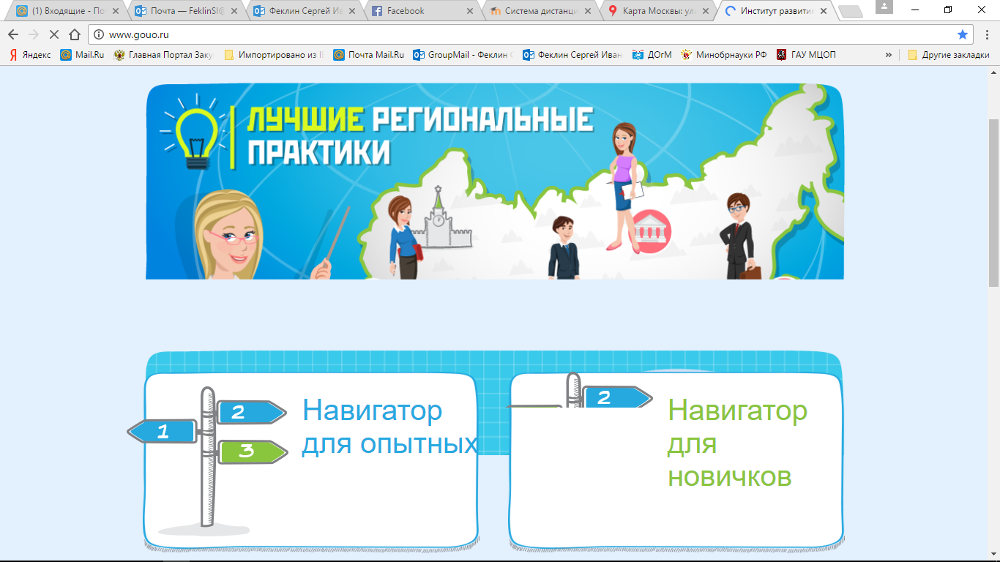 (1) Входящие - По
Почта — FeklinSI@
Феклин Сергей Ив
Facebook
Система дистанци
Карта Москвы: ул
Институт развити
www.gouo.ru
Яндекс
Mail.Ru
Главная Портал Заку
Импортировано из IE
Почта Mail.Ru
GroupMail - Феклин С
Феклин Сергей Иван
ДОгМ
Минобрнауки РФ
ГАУ МЦОП
»
Другие закладки
ЛУЧШИЕ РЕГИОНАЛЬНЫЕ
ПРАКТИКИ
2
1
3
Навигатор
для опытных
2
Навигатор
для
новичков